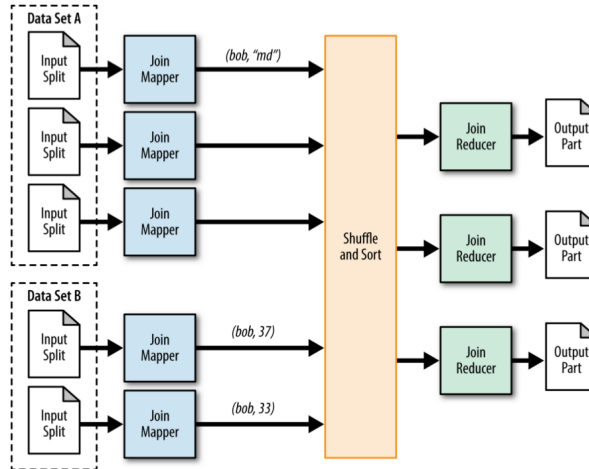 Data Set A
Input
Split
Join
Mapper
(bob, "md")
Input
Split
Join
Mapper
Input
Split
Join
Mapper
Data Set B
Input
Split
Join
Mapper
(bob, 37)
Input
Split
Join
Mapper
(bob, 33)
Shuffle
and Sort
Join
Reducer
Output
Part
Join
Reducer
Output
Part
Join
Reducer
Output
Part